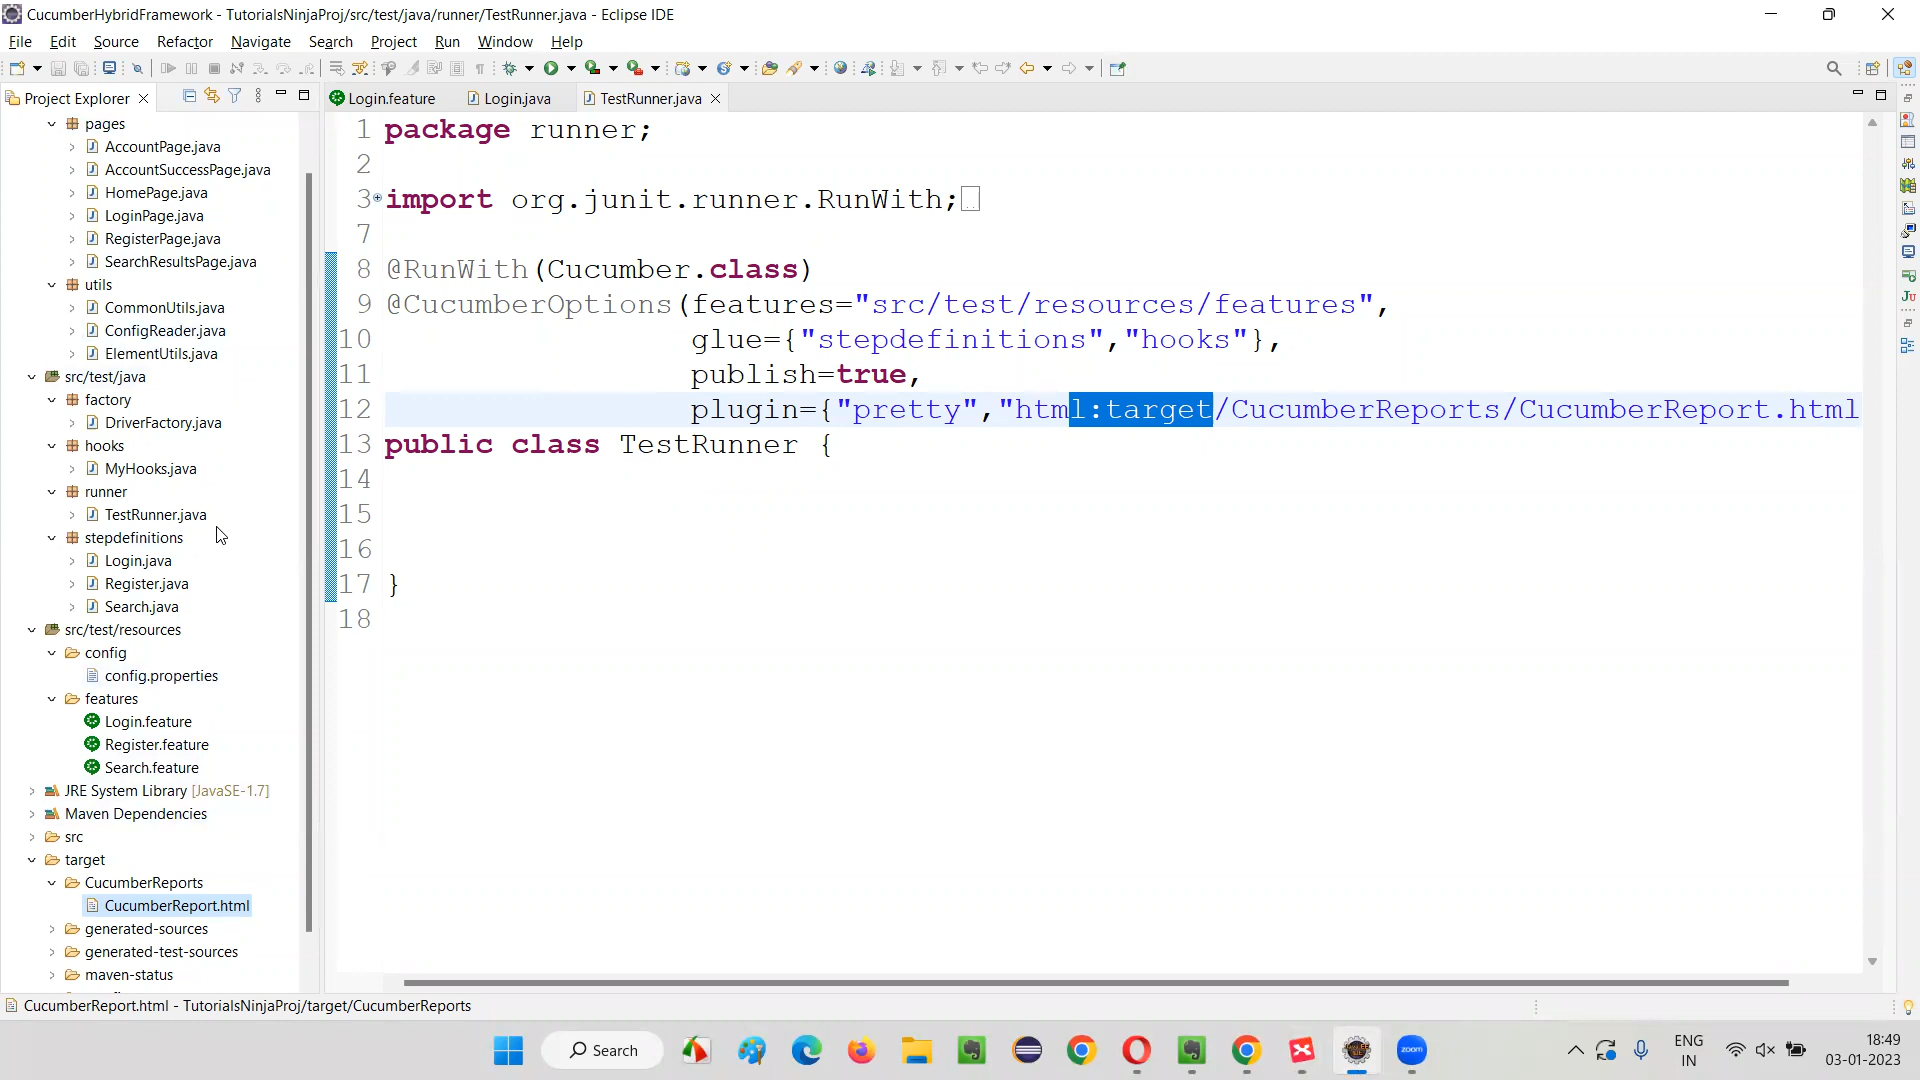 CucumberHybridFramework - TutorialsNinjaProj/src/test/java/runner/TestRunner.java - Eclipse IDE
File Edit Source Refactor Navigate Search Project Run Window Help
Project Explorer
Login.feature Login.java TestRunner.java
pages
AccountPage.java
AccountSuccessPage.java
HomePage.java
LoginPage.java
RegisterPage.java
SearchResultsPage.java
utils
CommonUtils.java
ConfigReader.java
ElementUtils.java
src/test/java
factory
DriverFactory.java
hooks
MyHooks.java
runner
TestRunner.java
stepdefinitions
Login.java
Register.java
Search.java
src/test/resources
config
config.properties
features
Login.feature
Register.feature
Search.feature
JRE System Library [JavaSE-1.7]
Maven Dependencies
src
target
CucumberReports
CucumberReport.html
generated-sources
generated-test-sources
maven-status
1 package runner;
2
3 import org.junit.runner.RunWith;
7
8 @RunWith(Cucumber.class)
9 @CucumberOptions(features="src/test/resources/features",
10 glue={"stepdefinitions","hooks"},
11 publish=true,
12 plugin={"pretty","html:target/CucumberReports/CucumberReport.html
13 public class TestRunner {
14
15
16
17 }
18
CucumberReport.html - TutorialsNinjaProj/target/CucumberReports
Search
zoom
ENG
IN
18:49
03-01-2023